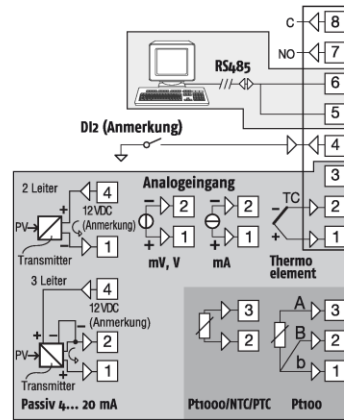 C
8
NO
7
RS485
6
5
DI2 (Anmerkung)
4
3
2 Leiter
4
Analogeingang
12VDC
(Anmerkung)
PV
1
Transmitter
2
1
mV, V
2
1
mA
TC
2
1
Thermo
element
3 Leiter
4
12VDC
(Anmerkung)
PV
2
1
Transmitter
Passiv 4... 20 mA
3
2
Pt1000/NTC/PTC
A
3
B
2
b
1
Pt100